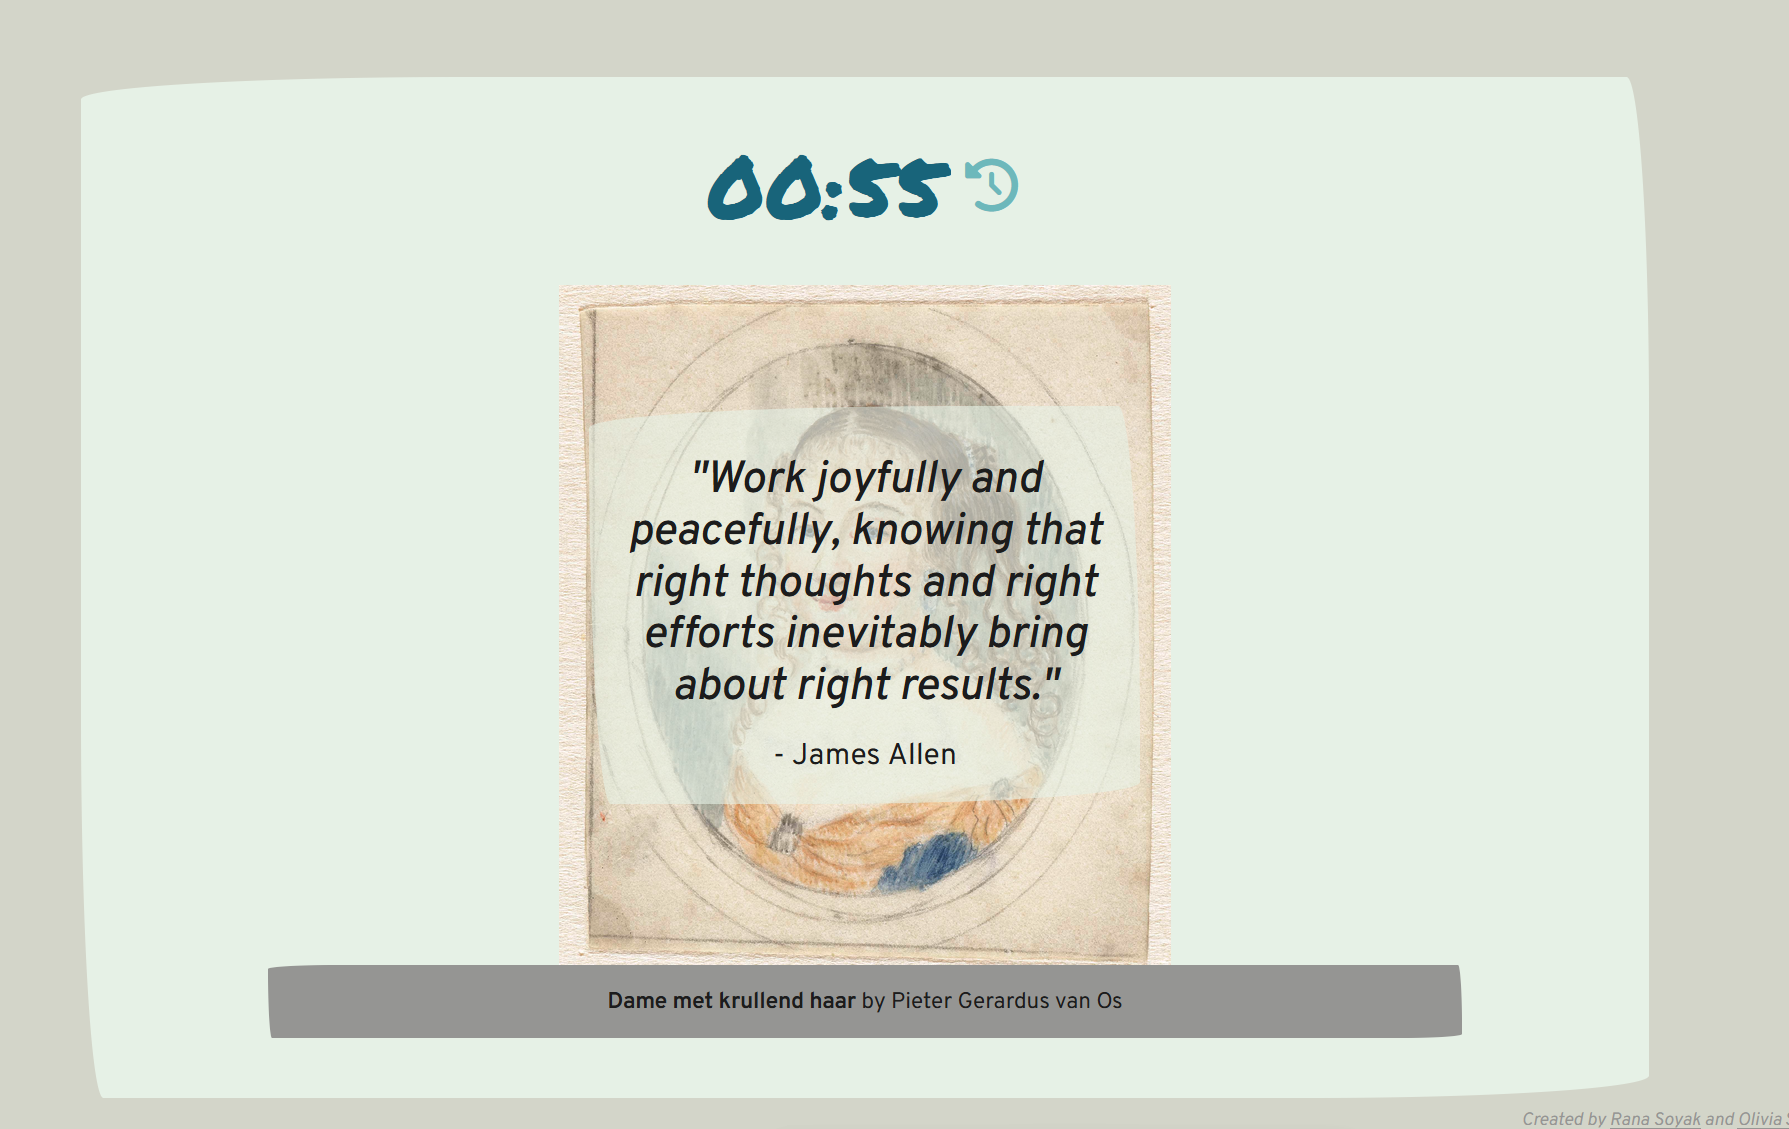 00:55
"Work joyfully and
peacefully, knowing that
right thoughts and right
efforts inevitably bring
about right results."
- James Allen
Dame met krullend haar by Pieter Gerardus van Os
Created by Rana Soyak and Olivia